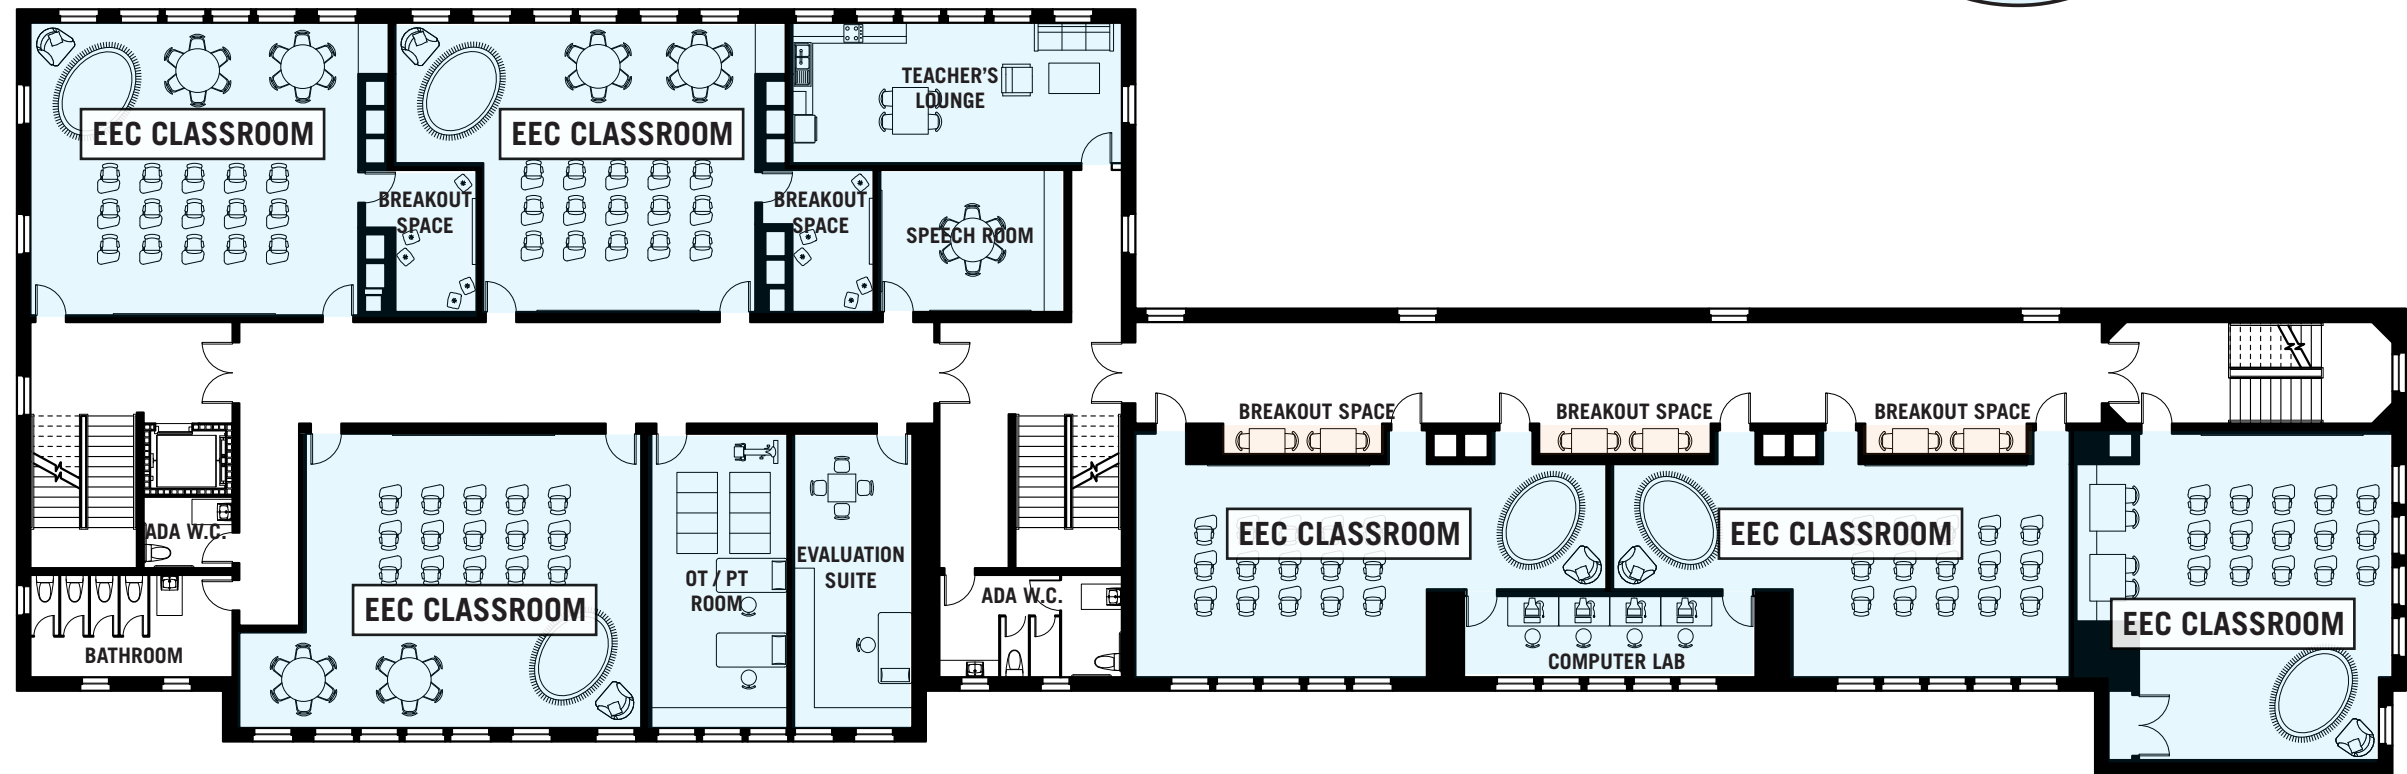 EEC CLASSROOM
EEC CLASSROOM
TEACHER'S
LOUNGE
BREAKOUT
SPACE
BREAKOUT
SPACE
SPEECH ROOM
BREAKOUT SPACE
BREAKOUT SPACE
BREAKOUT SPACE
ADA W.C.
BATHROOM
EEC CLASSROOM
OT / PT
ROOM
EVALUATION
SUITE
ADA W.C.
EEC CLASSROOM
EEC CLASSROOM
COMPUTER LAB
EEC CLASSROOM